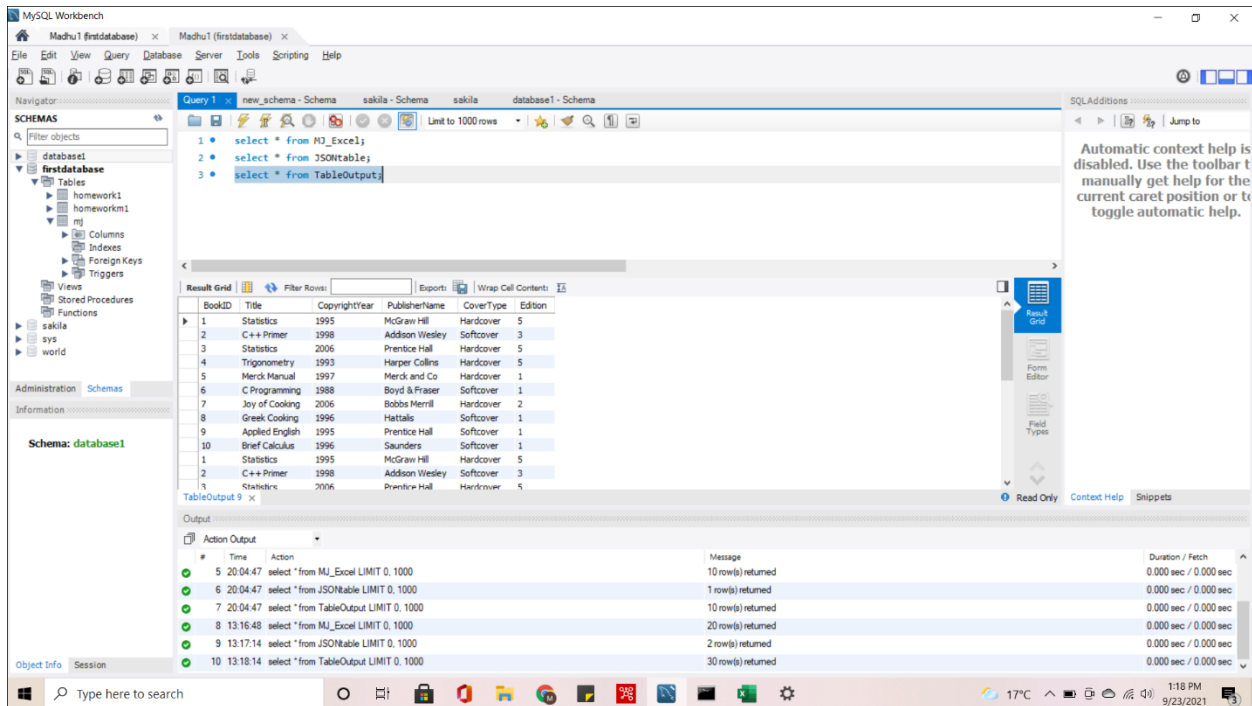 MySQL Workbench
Madhu1 (firstdatabase) × Madhu1 (firstdatabase) ×
File Edit View Query Database Server Tools Scripting Help
Navigator
SCHEMAS
Filter objects
database1
firstdatabase
Tables
homework1
homeworkm1
mj
Columns
Indexes
Foreign Keys
Triggers
Views
Stored Procedures
Functions
sakila
sys
world
Administration Schemas
Information
Schema: database1
Object Info Session
Query 1 × new_schema - Schema sakila - Schema sakila database1 - Schema
Limit to 1000 rows
1 select * from MJ_Excel;
2 select * from JSONtable;
3 select * from TableOutput;
Result Grid Filter Rows: Export: Wrap Cell Content:
BookID Title CopyrightYear PublisherName CoverType Edition
1 Statistics 1995 McGraw Hill Hardcover 5
2 C++ Primer 1998 Addison Wesley Softcover 3
3 Statistics 2006 Prentice Hall Hardcover 5
4 Trigonometry 1993 Harper Collins Hardcover 5
5 Merck Manual 1997 Merck and Co Hardcover 1
6 C Programming 1988 Boyd & Fraser Softcover 1
7 Joy of Cooking 2006 Bobbs Merrill Hardcover 2
8 Greek Cooking 1996 Hattalis Softcover 1
9 Applied English 1995 Prentice Hall Softcover 1
10 Brief Calculus 1996 Saunders Softcover 1
1 Statistics 1995 McGraw Hill Hardcover 5
2 C++ Primer 1998 Addison Wesley Softcover 3
3 Statistics 2006 Prentice Hall Hardcover 5
Result Grid
Form Editor
Field Types
TableOutput 9 × Read Only
SQLAdditions
Jump to
Automatic context help is
disabled. Use the toolbar t
manually get help for the
current caret position or to
toggle automatic help.
Context Help Snippets
Output
Action Output
# Time Action Message Duration / Fetch
5 20:04:47 select * from MJ_Excel LIMIT 0, 1000 10 row(s) returned 0.000 sec / 0.000 sec
6 20:04:47 select * from JSONtable LIMIT 0, 1000 1 row(s) returned 0.000 sec / 0.000 sec
7 20:04:47 select * from TableOutput LIMIT 0, 1000 10 row(s) returned 0.000 sec / 0.000 sec
8 13:16:48 select * from MJ_Excel LIMIT 0, 1000 20 row(s) returned 0.000 sec / 0.000 sec
9 13:17:14 select * from JSONtable LIMIT 0, 1000 2 row(s) returned 0.000 sec / 0.000 sec
10 13:18:14 select * from TableOutput LIMIT 0, 1000 30 row(s) returned 0.000 sec / 0.000 sec
Type here to search
17°C
1:18 PM
9/23/2021